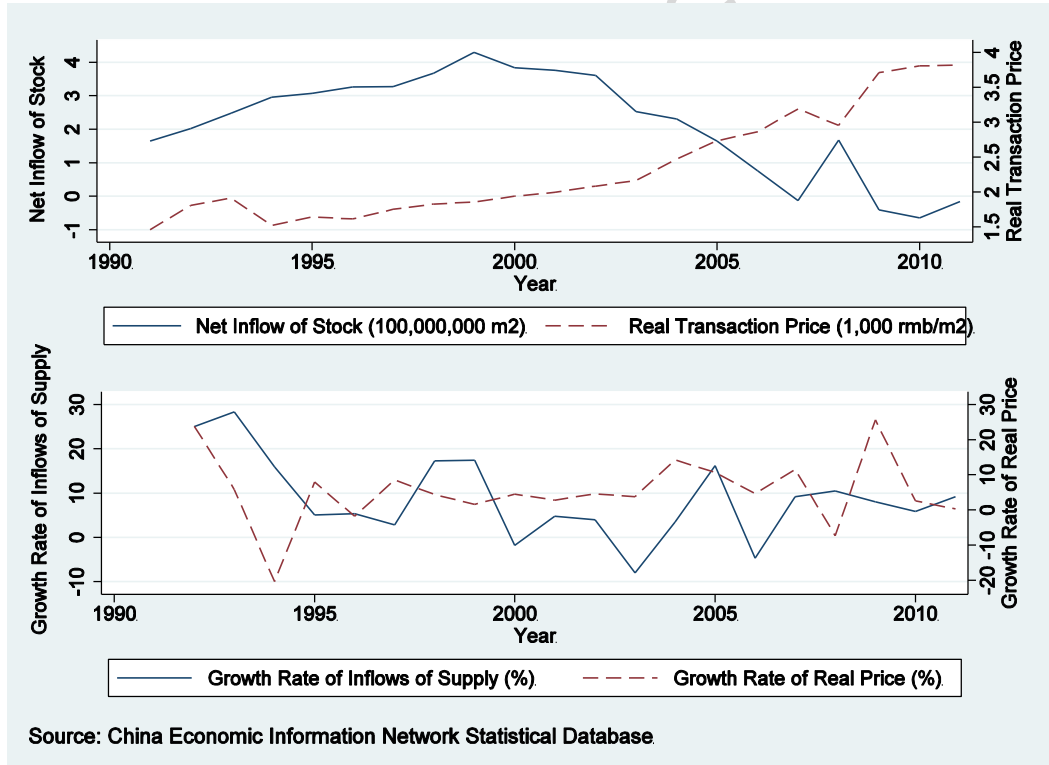 Net Inflow of Stock
4
3
2
1
0
-1
4
3.5
3
2.5
2
1.5
Real Transaction Price
1990 1995 2000 2005 2010
Year
Net Inflow of Stock (100,000,000 m2) Real Transaction Price (1,000 rmb/m2)
Growth Rate of Inflows of Supply
30
20
10
0
-10
30
20
10
0
-10
-20
Growth Rate of Real Price
1990 1995 2000 2005 2010
Year
Growth Rate of Inflows of Supply (%) Growth Rate of Real Price (%)
Source: China Economic Information Network Statistical Database